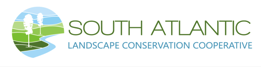 SOUTH ATLANTIC
LANDSCAPE CONSERVATION COOPERATIVE